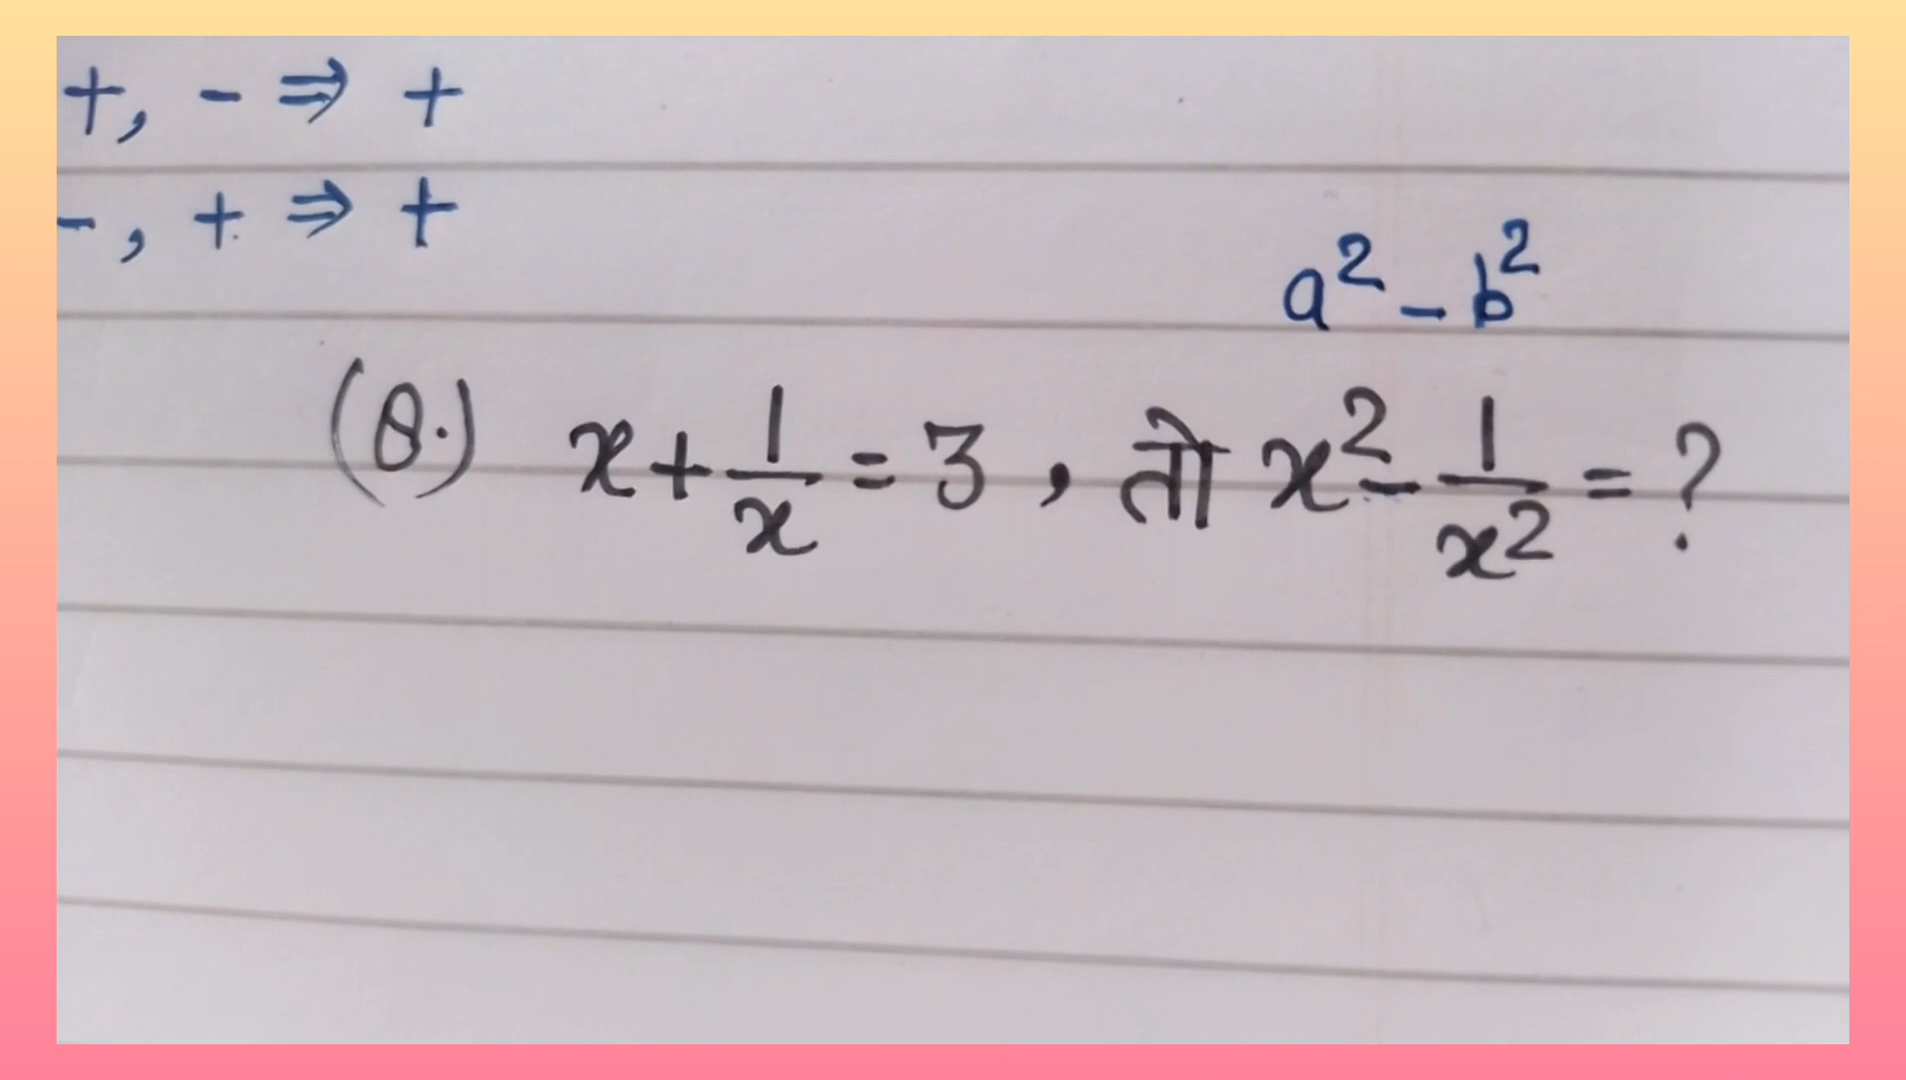 +, - ⇒ +
-, + ⇒ +
a² - b²
(Q.) x + 1/x = 3, तो x² - 1/x² = ?